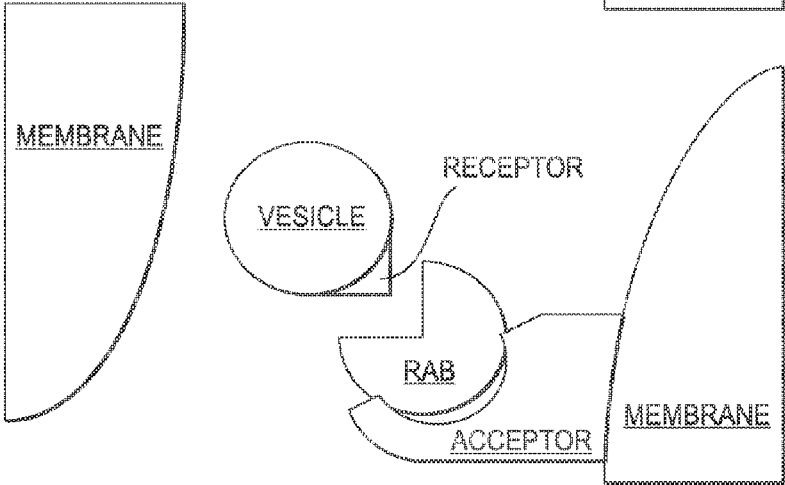 MEMBRANE
RECEPTOR
VESICLE
RAB
MEMBRANE
ACCEPTOR